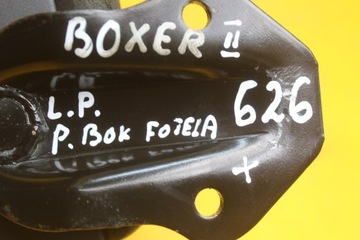 BOXER II
L.P. 626
P. BOK FOTELA
+